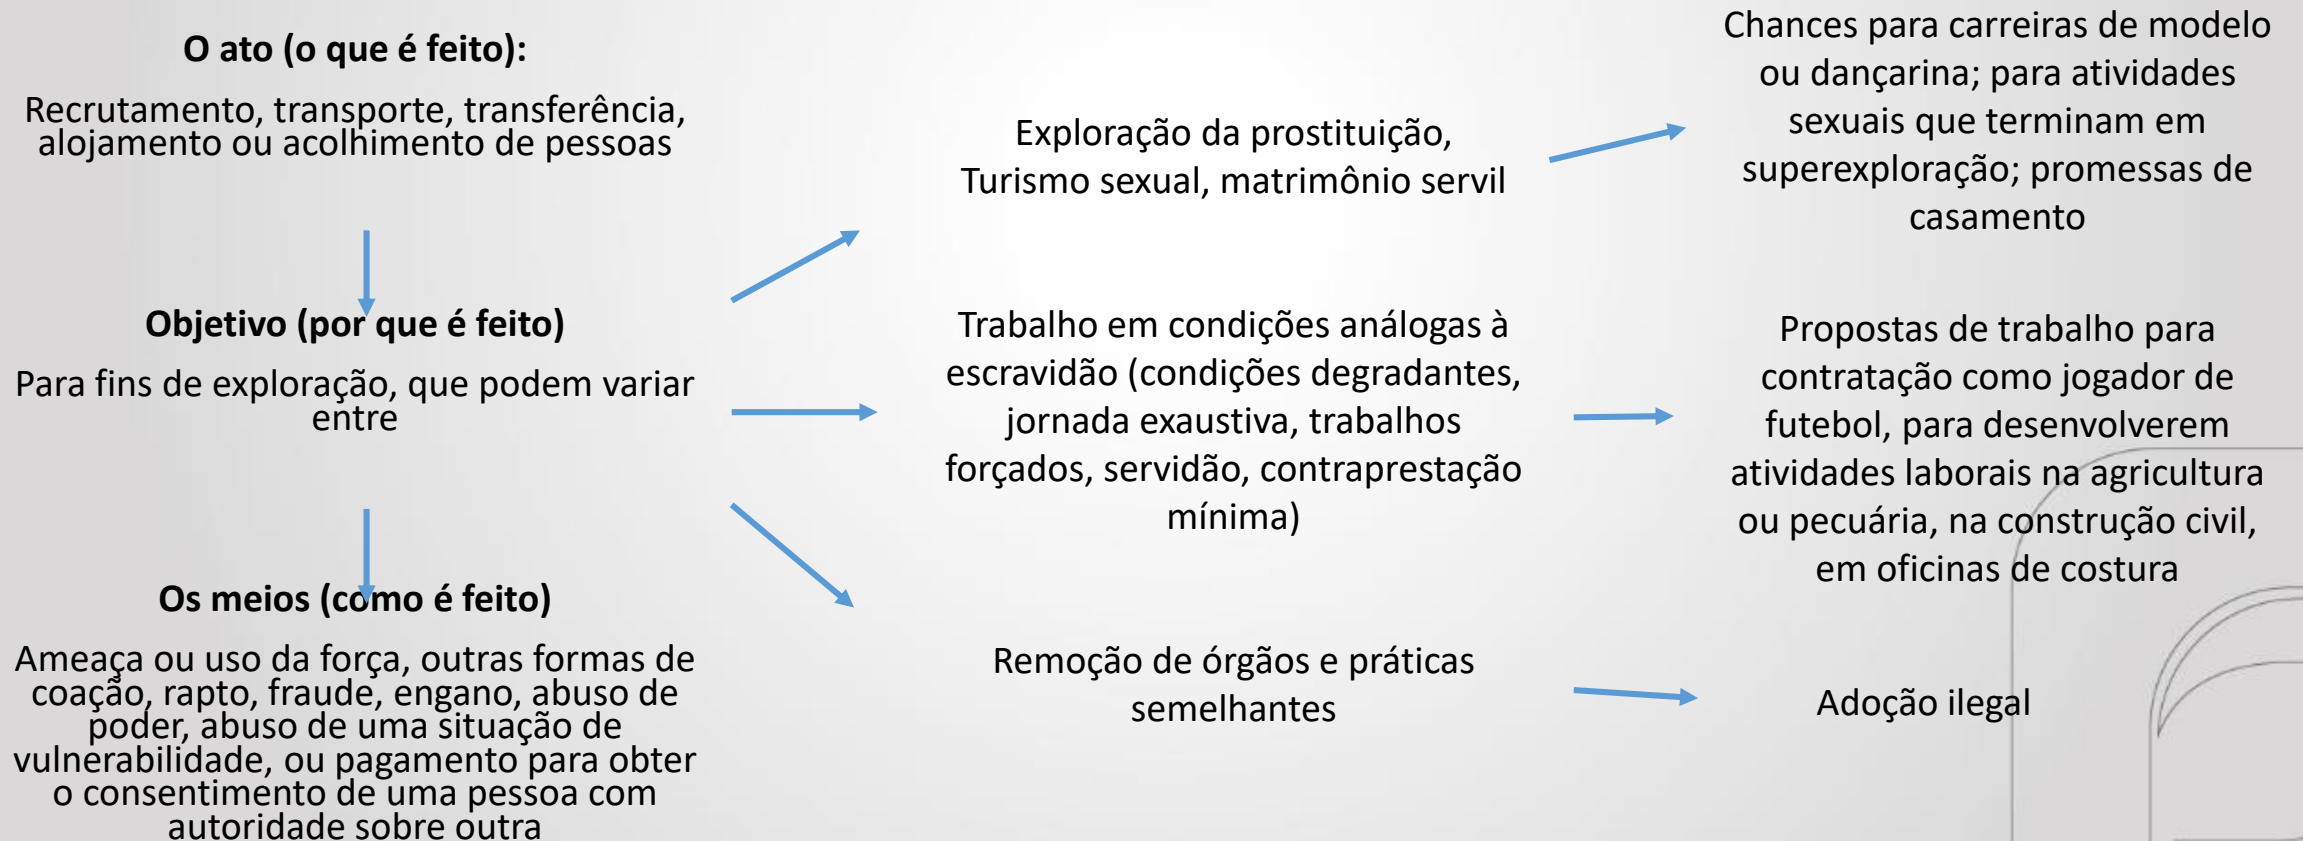 O ato (o que é feito):
Recrutamento, transporte, transferência,
alojamento ou acolhimento de pessoas
Objetivo (por que é feito)
Para fins de exploração, que podem variar
entre
Os meios (como é feito)
Ameaça ou uso da força, outras formas de
coação, rapto, fraude, engano, abuso de
poder, abuso de uma situação de
vulnerabilidade, ou pagamento para obter
o consentimento de uma pessoa com
autoridade sobre outra
Exploração da prostituição,
Turismo sexual, matrimônio servil
Trabalho em condições análogas à
escravidão (condições degradantes,
jornada exaustiva, trabalhos
forçados, servidão, contraprestação
mínima)
Remoção de órgãos e práticas
semelhantes
Chances para carreiras de modelo
ou dançarina; para atividades
sexuais que terminam em
superexploração; promessas de
casamento
Propostas de trabalho para
contratação como jogador de
futebol, para desenvolverem
atividades laborais na agricultura
ou pecuária, na construção civil,
em oficinas de costura
Adoção ilegal